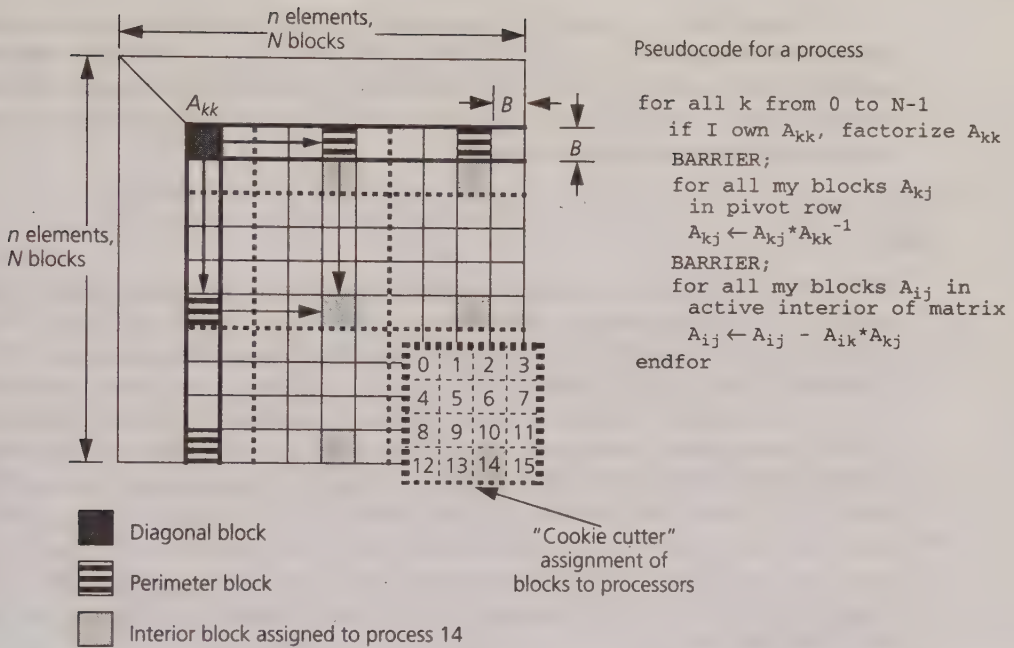 n elements,
N blocks
A_kk
B
B
n elements,
N blocks
0 1 2 3
4 5 6 7
8 9 10 11
12 13 14 15
Diagonal block
Perimeter block
Interior block assigned to process 14
"Cookie cutter"
assignment of
blocks to processors
Pseudocode for a process
for all k from 0 to N-1
if I own A_kk, factorize A_kk
BARRIER;
for all my blocks A_kj
in pivot row
A_kj ← A_kj*A_kk^-1
BARRIER;
for all my blocks A_ij in
active interior of matrix
A_ij ← A_ij - A_ik*A_kj
endfor